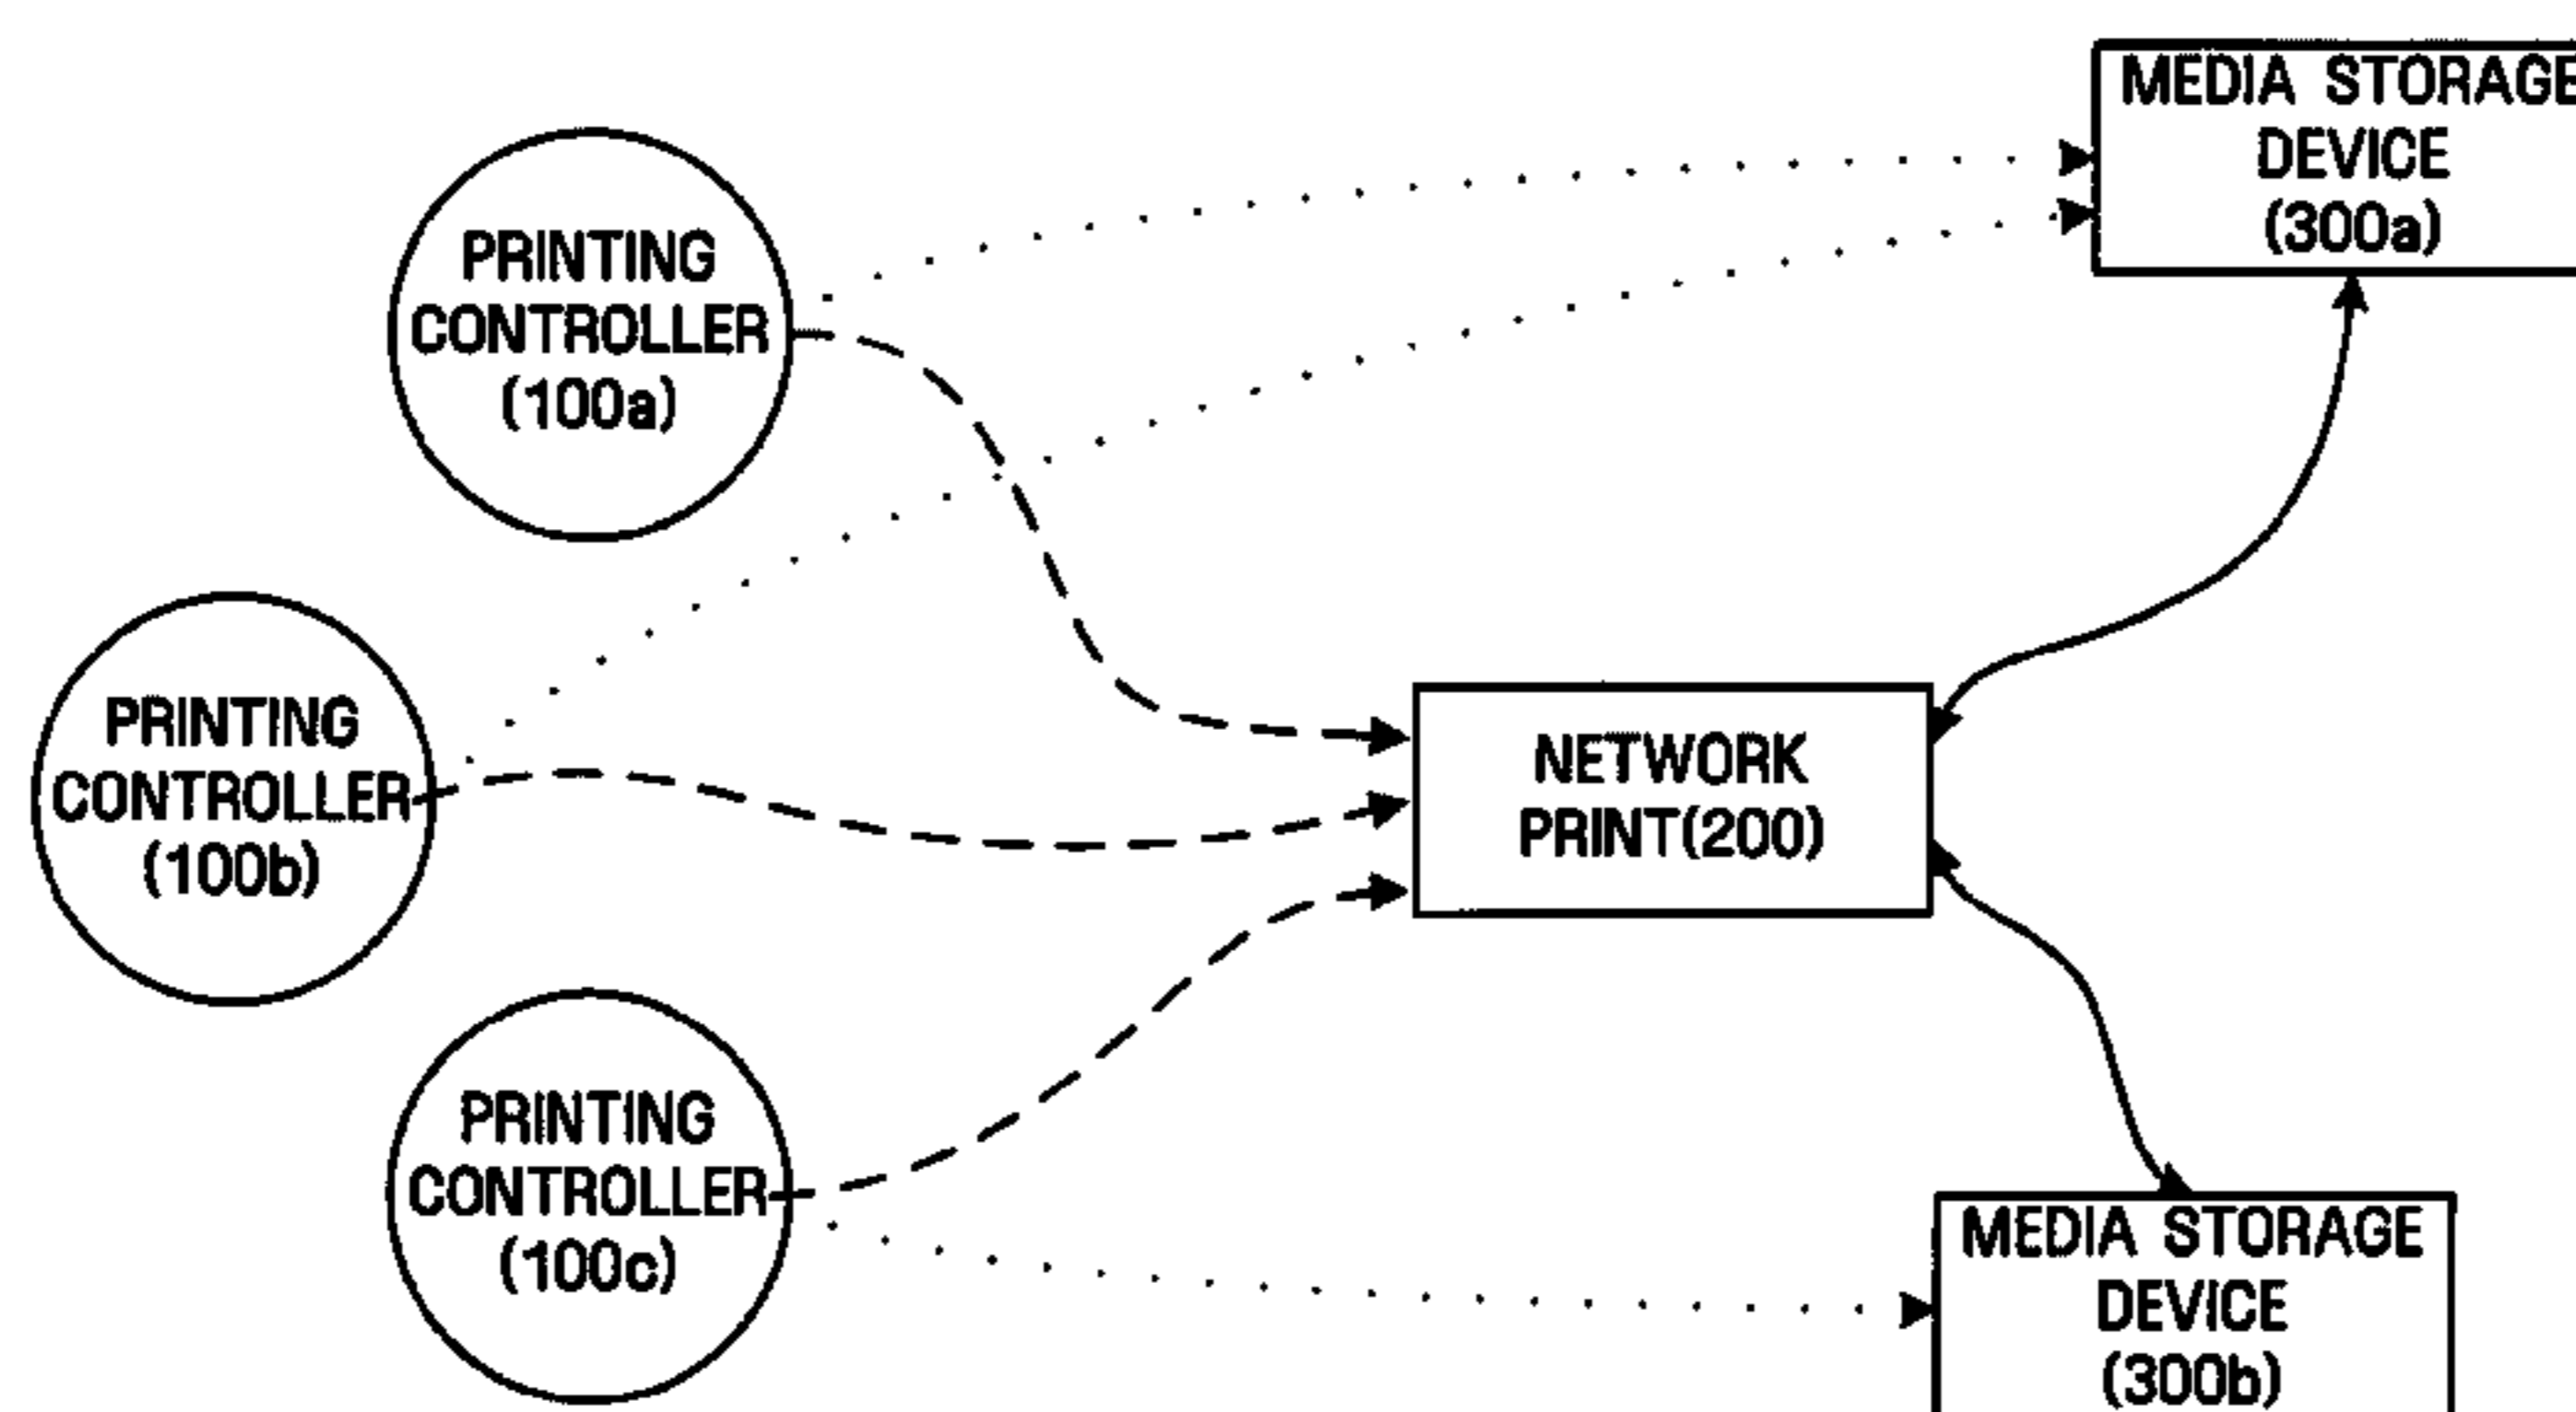 MEDIA STORAGE
DEVICE
(300a)
PRINTING
CONTROLLER
(100a)
PRINTING
CONTROLLER
(100b)
NETWORK
PRINT(200)
PRINTING
CONTROLLER
(100c)
MEDIA STORAGE
DEVICE
(300b)